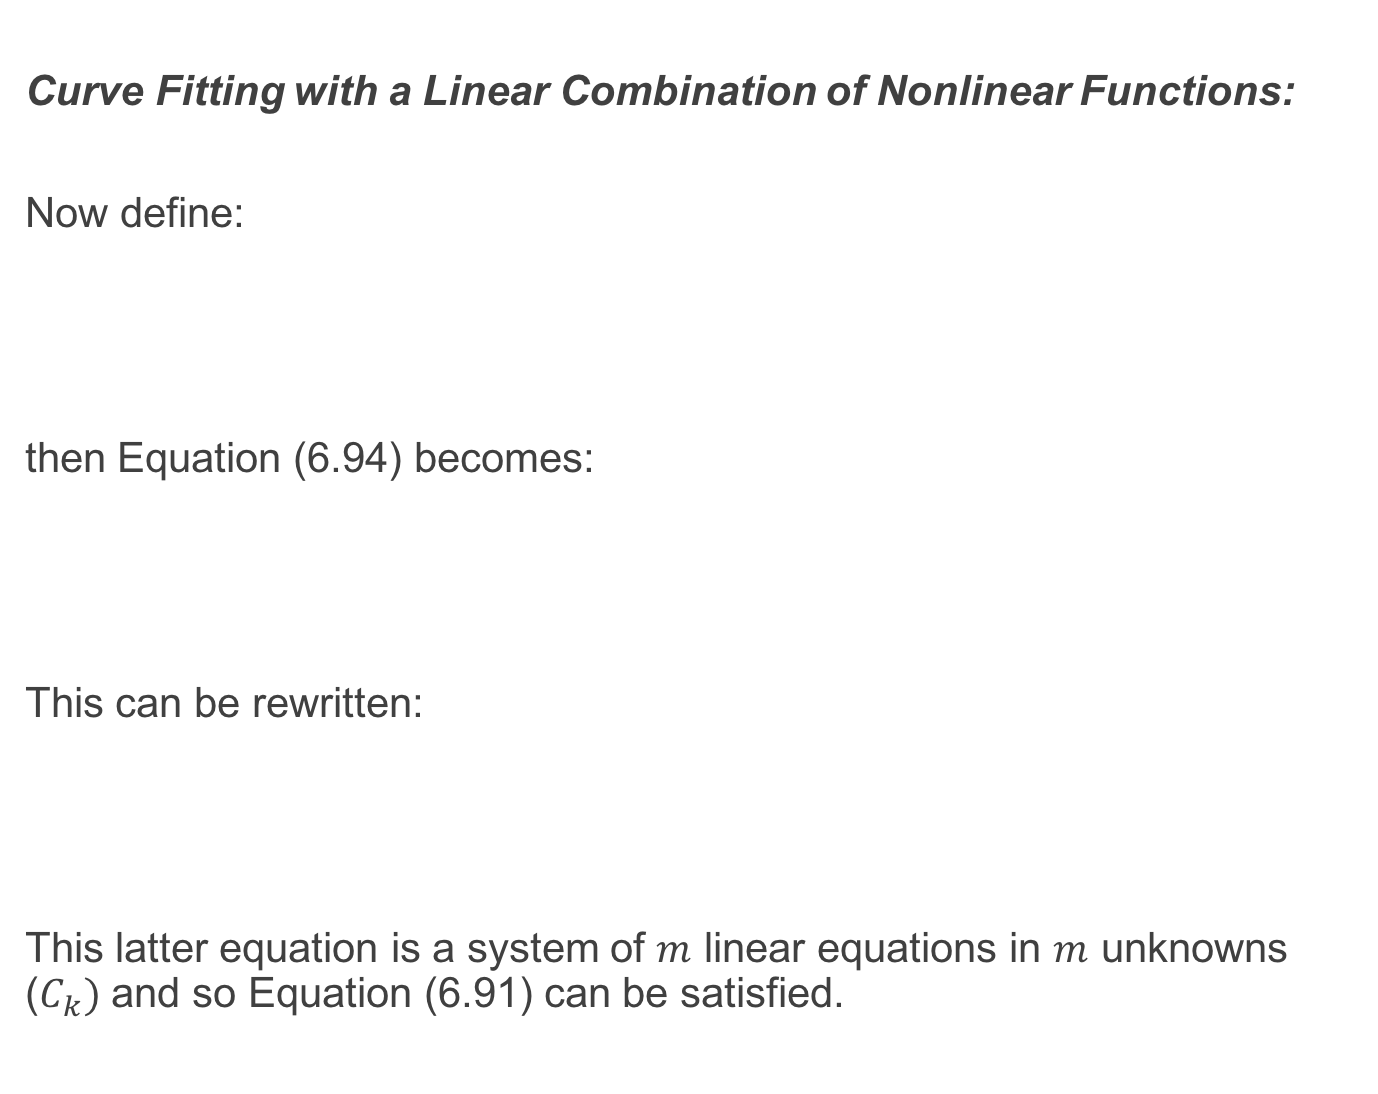 Curve Fitting with a Linear Combination of Nonlinear Functions:
Now define:
then Equation (6.94) becomes:
This can be rewritten:
This latter equation is a system of 𝑚 linear equations in 𝑚 unknowns
(𝐶ₖ) and so Equation (6.91) can be satisfied.